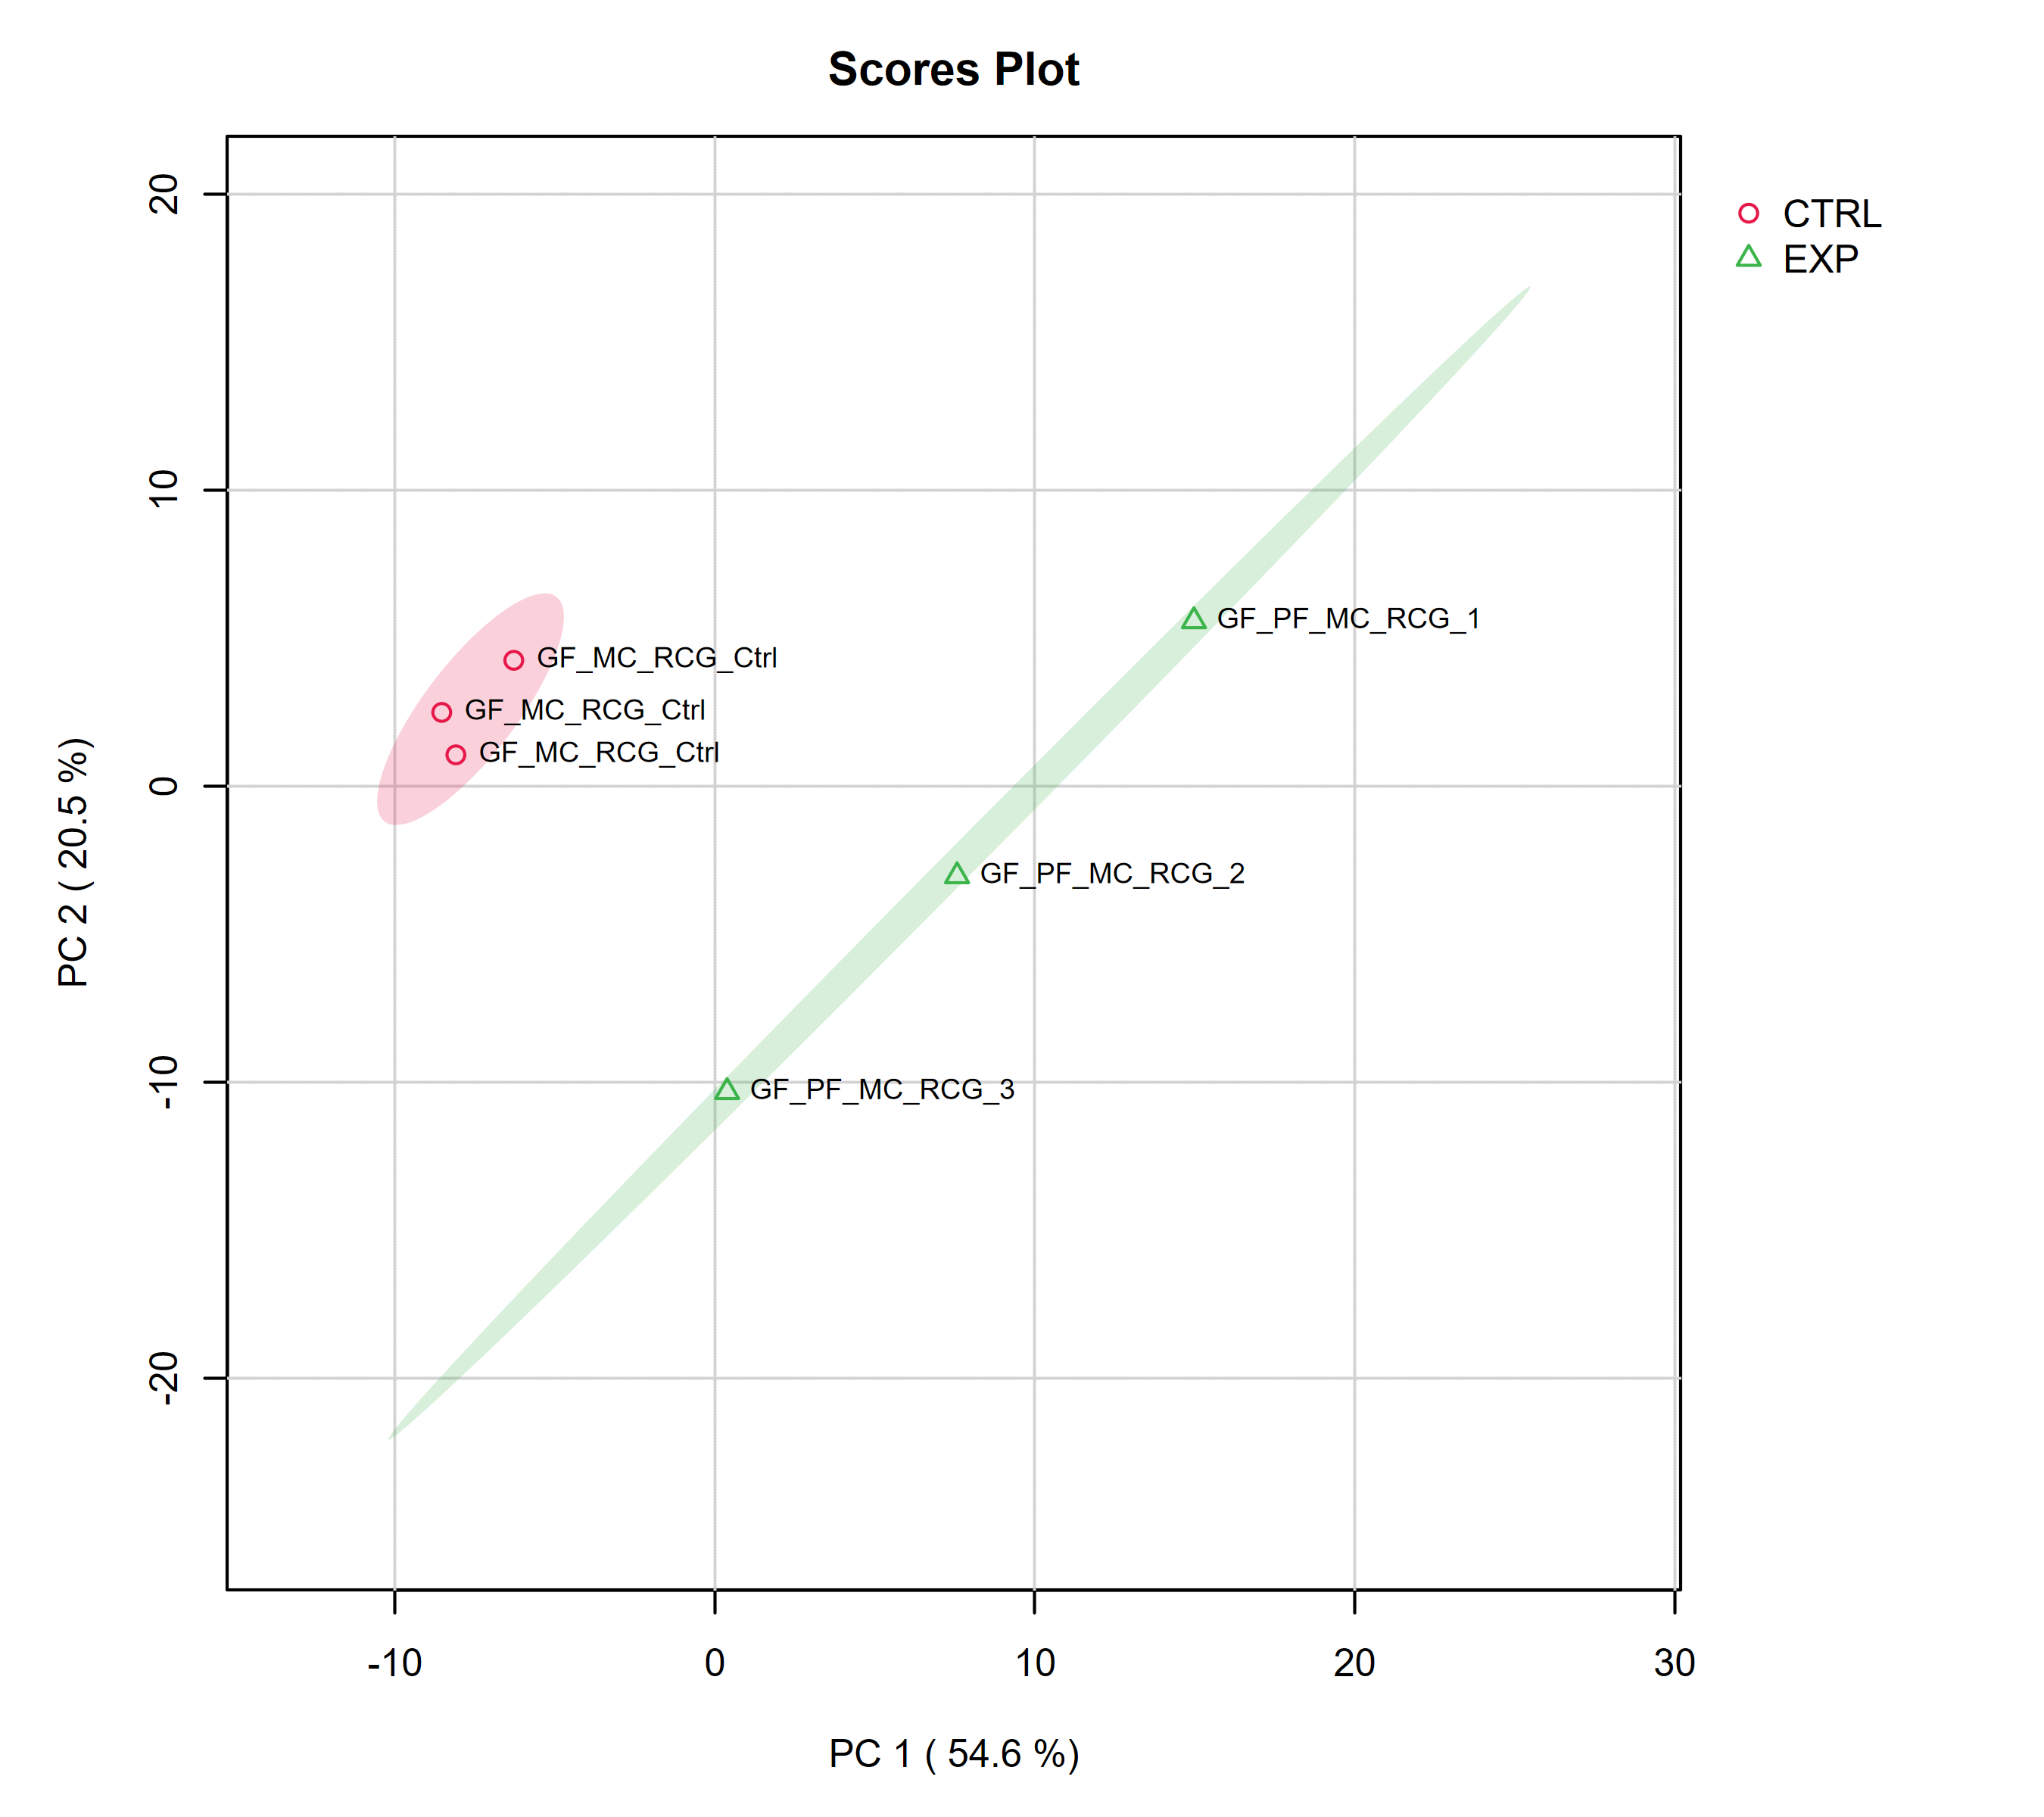 Scores Plot
CTRL
EXP
20
10
0
-10
-20
PC 2 ( 20.5 %)
GF_PF_MC_RCG_1
GF_MC_RCG_Ctrl
GF_MC_RCG_Ctrl
GF_MC_RCG_Ctrl
GF_PF_MC_RCG_2
GF_PF_MC_RCG_3
-10 0 10 20 30
PC 1 ( 54.6 %)